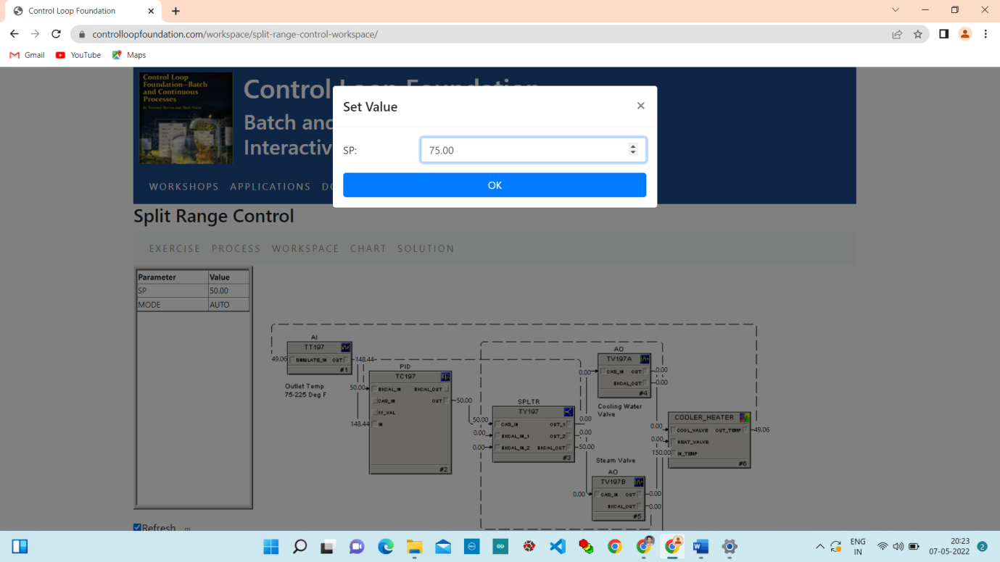 Control Loop Foundation
controlloopfoundation.com/workspace/split-range-control-workspace/
Gmail YouTube Maps
Control Loop
Foundation—Batch
and Continuous
Processes
Control Loop Foundation
Batch and
Interactiv
WORKSHOPS APPLICATIONS
Set Value
×
SP: 75.00
OK
Split Range Control
EXERCISE PROCESS WORKSPACE CHART SOLUTION
Parameter Value
SP 50.00
MODE AUTO
AI
TT197
49.06 SIMULATE_IN OUT 148.44
#1
Outlet Temp
75-225 Deg F
PID
TC197
50.00 BKCAL_IN BKCAL_OUT
CAS_IN OUT 50.00
FF_VAL
148.44 IN
#2
SPLTR
TY197
50.00 CAS_IN OUT_1 0.00
0.00 BKCAL_IN_1 OUT_2 0.00
0.00 BKCAL_IN_2 BKCAL_OUT 50.00
#3
AO
TV197A
0.00 CAS_IN OUT 0.00
BKCAL_OUT 0.00
#4
Cooling Water
Valve
Steam Valve
AO
TV197B
0.00 CAS_IN OUT 0.00
BKCAL_OUT 0.00
#5
COOLER_HEATER
0.00 COOL_VALVE OUT_TEMP 49.06
0.00 HEAT_VALVE
150.00 IN_TEMP
#6
Refresh [?]
ENG
IN
20:23
07-05-2022
2